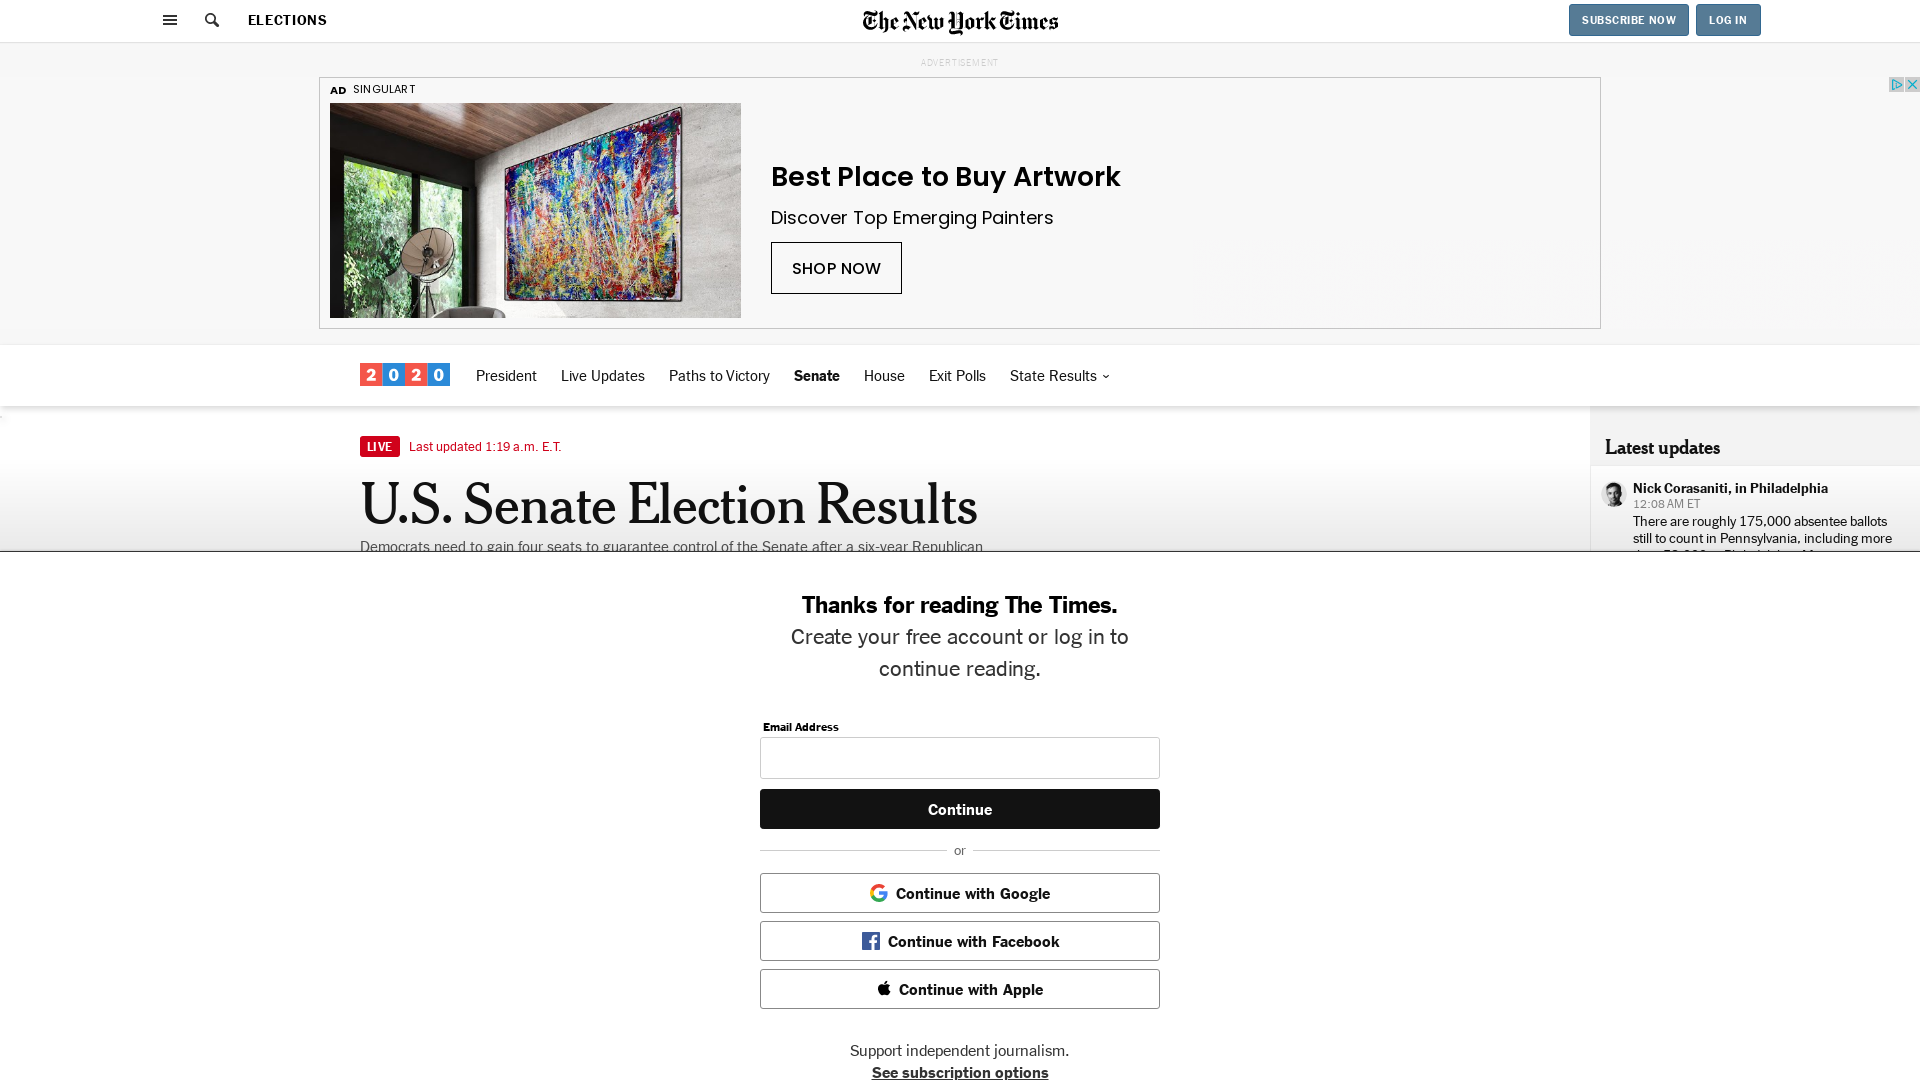 ELECTIONS
The New York Times
SUBSCRIBE NOW
LOG IN
ADVERTISEMENT
AD SINGULART
Best Place to Buy Artwork
Discover Top Emerging Painters
SHOP NOW
2020
President
Live Updates
Paths to Victory
Senate
House
Exit Polls
State Results
LIVE Last updated 1:19 a.m. E.T.
U.S. Senate Election Results
Democrats need to gain four seats to guarantee control of the Senate after a six-year Republican
Latest updates
Nick Corasaniti, in Philadelphia
12:08 AM ET
There are roughly 175,000 absentee ballots
still to count in Pennsylvania, including more
Thanks for reading The Times.
Create your free account or log in to
continue reading.
Email Address
Continue
or
Continue with Google
Continue with Facebook
Continue with Apple
Support independent journalism.
See subscription options